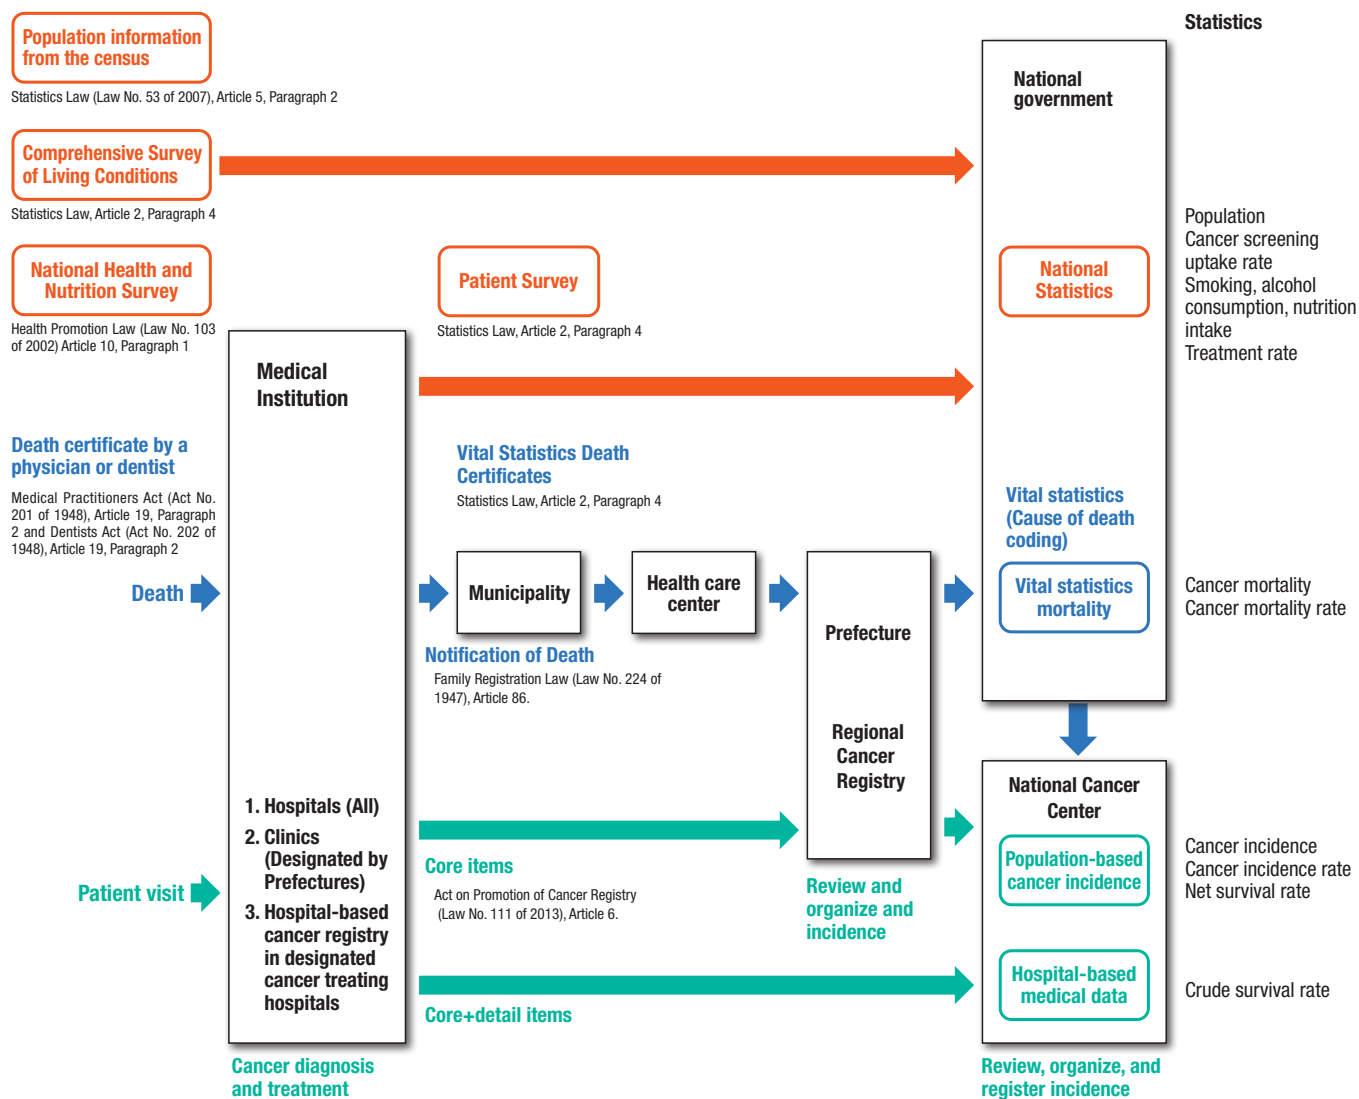 Statistics
Population information
from the census
Statistics Law (Law No. 53 of 2007), Article 5, Paragraph 2
National
government
Comprehensive Survey
of Living Conditions
Statistics Law, Article 2, Paragraph 4
National Health and
Nutrition Survey
Health Promotion Law (Law No. 103
of 2002) Article 10, Paragraph 1
Patient Survey
Statistics Law, Article 2, Paragraph 4
National
Statistics
Population
Cancer screening
uptake rate
Smoking, alcohol
consumption, nutrition
intake
Treatment rate
Medical
Institution
Death certificate by a
physician or dentist
Medical Practitioners Act (Act No.
201 of 1948), Article 19, Paragraph
2 and Dentists Act (Act No. 202 of
1948), Article 19, Paragraph 2
Vital Statistics Death
Certificates
Statistics Law, Article 2, Paragraph 4
Vital statistics
(Cause of death
coding)
Death
Municipality
Health care
center
Prefecture
Vital statistics
mortality
Cancer mortality
Cancer mortality rate
Notification of Death
Family Registration Law (Law No. 224 of
1947), Article 86.
Regional
Cancer
Registry
1. Hospitals (All)
2. Clinics
(Designated by
Prefectures)
3. Hospital-based
cancer registry
in designated
cancer treating
hospitals
Patient visit
Core items
Act on Promotion of Cancer Registry
(Law No. 111 of 2013), Article 6.
Review and
organize and
incidence
National Cancer
Center
Population-based
cancer incidence
Cancer incidence
Cancer incidence rate
Net survival rate
Hospital-based
medical data
Crude survival rate
Core+detail items
Cancer diagnosis
and treatment
Review, organize, and
register incidence